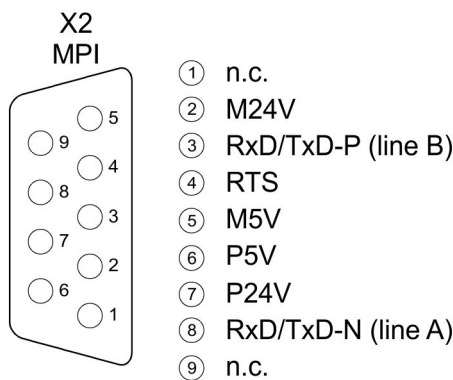 X2
MPI
5
9
4
8
3
7
2
6
1
① n.c.
② M24V
③ RxD/TxD-P (line B)
④ RTS
⑤ M5V
⑥ P5V
⑦ P24V
⑧ RxD/TxD-N (line A)
⑨ n.c.